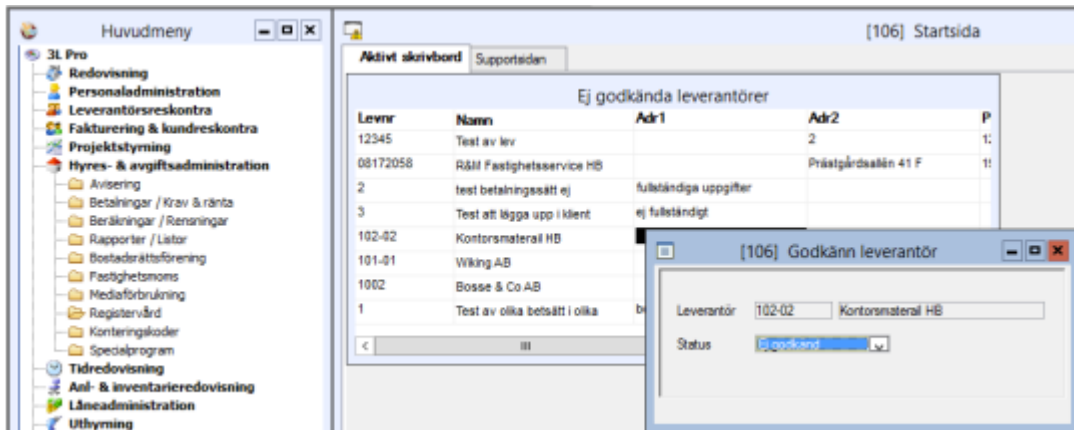 Huvudmeny
3L Pro
Redovisning
Personaladministration
Leverantörsreskontra
Fakturering & kundreskontra
Projektstyrning
Hyres- & avgiftsadministration
Avisering
Betalningar / Krav & ränta
Beräkningar / Rensningar
Rapporter / Listor
Bostadsrättsförening
Fastighetsmoms
Mediaförbrukning
Registervård
Konteringskoder
Specialprogram
Tidredovisning
Anl- & inventarieredovisning
Låneadministration
Uthyrning
[106] Startsida
Aktivt skrivbord Supportsidan
Ej godkända leverantörer
Levnr Namn Adr1 Adr2 P
12345 Test av lev 2 12
08172058 R&M Fastighetsservice HB Prästgårdsallén 41 F 15
2 test betalningssätt ej fullständiga uppgifter
3 Test att lägga upp i klient ej fullständigt
102-02 Kontorsmaterail HB
101-01 Wiking AB
1002 Bosse & Co AB
1 Test av olika betsätt i olika
[106] Godkänn leverantör
Leverantör 102-02 Kontorsmaterail HB
Status Ej godkänd